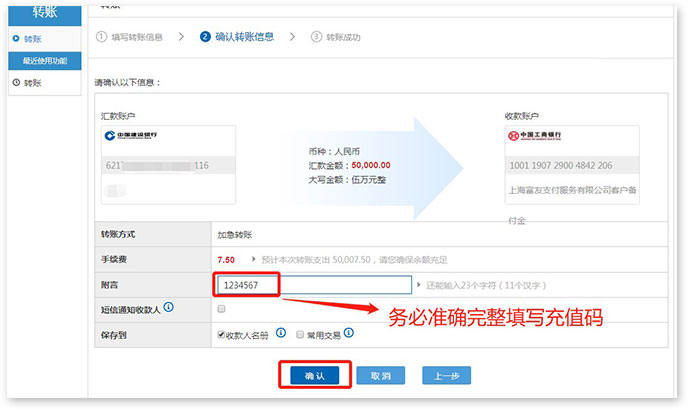 转账
转账
① 填写转账信息
② 确认转账信息
③ 转账成功
转账
最近使用功能
转账
请确认以下信息：
汇款账户
收款账户
中国建设银行
中国工商银行
6217
116
币种：人民币
汇款金额：50,000.00
大写金额：伍万元整
1001 1907 2900 4842 206
上海富友支付服务有限公司客户备
付金
转账方式
加急转账
手续费
7.50
预计本次转账支出 50,007.50，请您确保余额充足
附言
1234567
还能输入23个字符（11个汉字）
短信通知收款人
务必准确完整填写充值码
保存到
收款人名册
常用交易
确 认
取 消
上一步